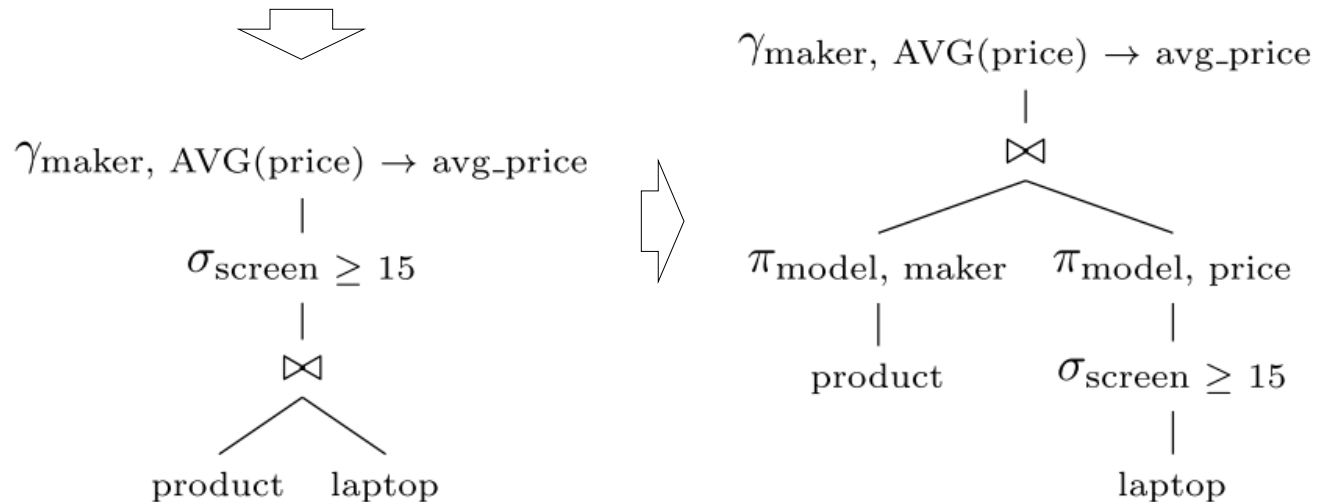 γmaker, AVG(price) → avg_price
σscreen ≥ 15
⋈
product laptop
γmaker, AVG(price) → avg_price
⋈
πmodel, maker πmodel, price
product σscreen ≥ 15
laptop